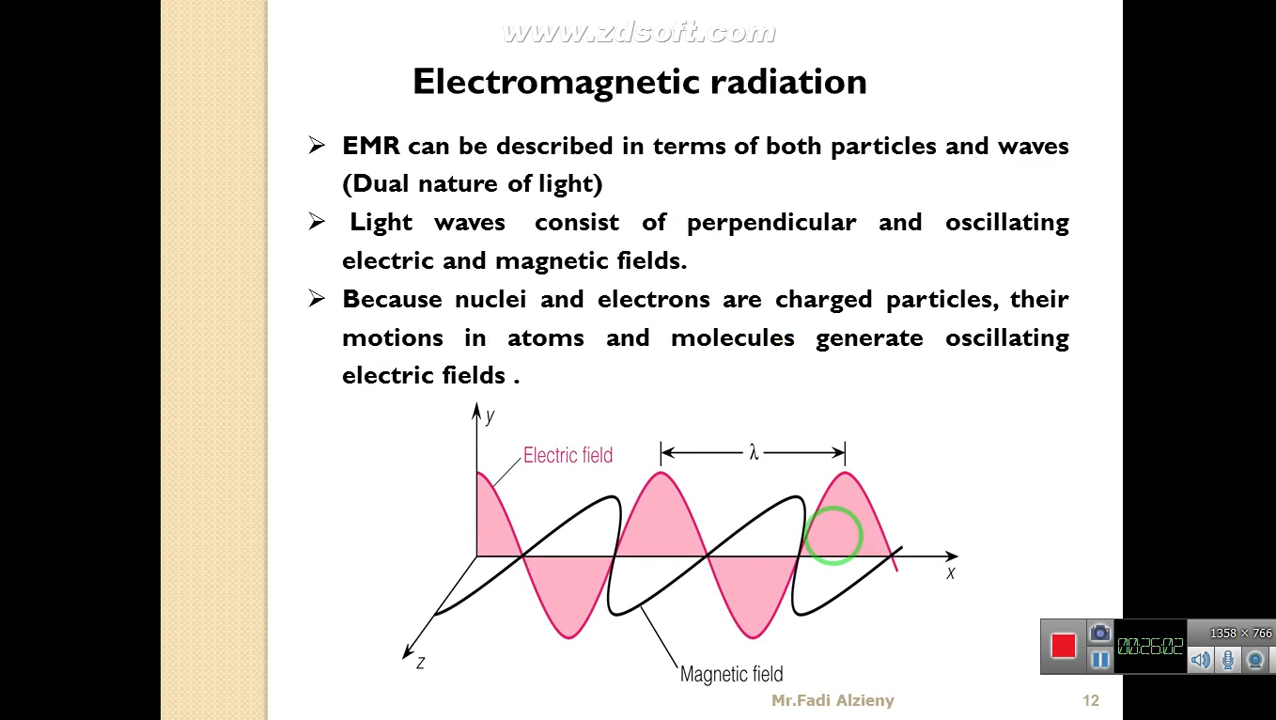 www.zdsoft.com
Electromagnetic radiation
➢ EMR can be described in terms of both particles and waves
(Dual nature of light)
➢ Light waves consist of perpendicular and oscillating
electric and magnetic fields.
➢ Because nuclei and electrons are charged particles, their
motions in atoms and molecules generate oscillating
electric fields .
y
Electric field
λ
x
z
Magnetic field
00:26:02
1358 × 766
Mr.Fadi Alzieny
12